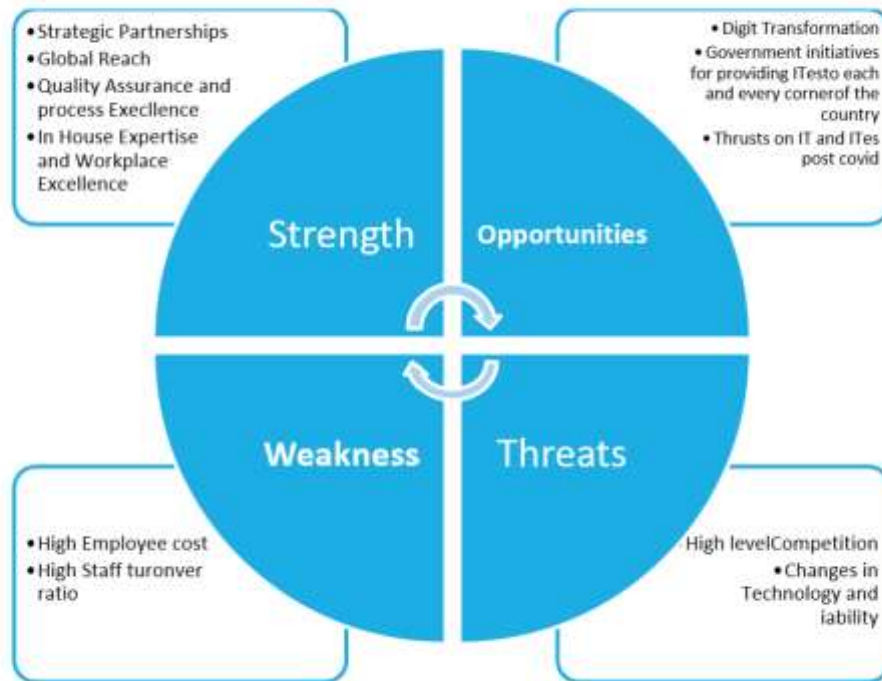 •Strategic Partnerships
•Global Reach
•Quality Assurance and
process Execllence
•In House Expertise
and Workplace
Excellence
•Digit Transformation
•Government initiatives
for providing ITesto each
and every cornerof the
country
•Thrusts on IT and ITes
post covid
Strength
Opportunities
Weakness
Threats
•High Employee cost
•High Staff turonver
ratio
High levelCompetition
•Changes in
Technology and
iability